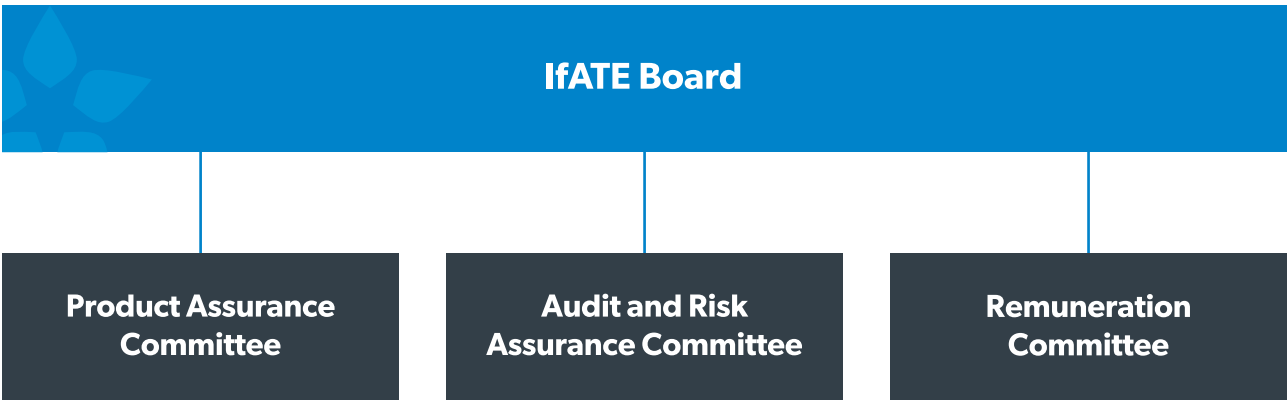 IfATE Board
Product Assurance
Committee
Audit and Risk
Assurance Committee
Remuneration
Committee